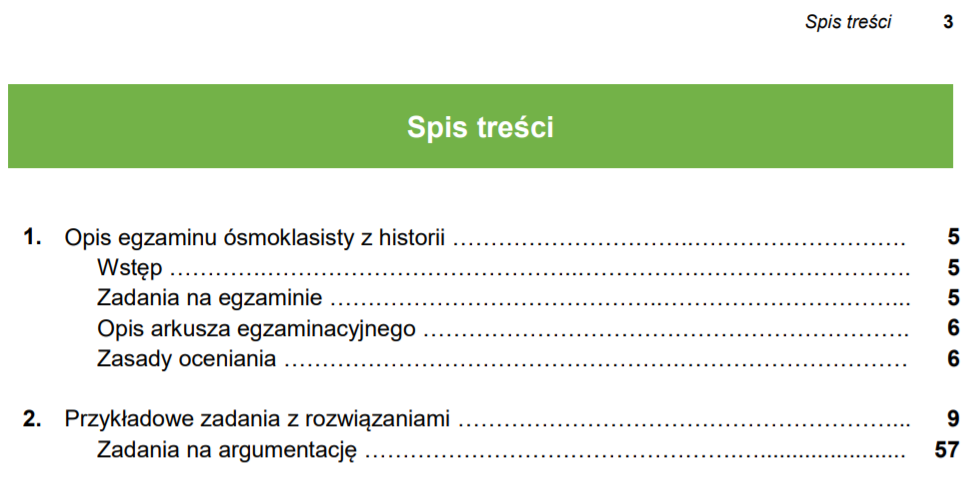 Spis treści 3
Spis treści
1. Opis egzaminu ósmoklasisty z historii ……………………………………………………… 5
Wstęp ………………………………………………………………………………………… 5
Zadania na egzaminie ……………………………………………………………………... 5
Opis arkusza egzaminacyjnego ………………………………………………………….. 6
Zasady oceniania …………………………………………………………………………… 6
2. Przykładowe zadania z rozwiązaniami …………………………………………………... 9
Zadania na argumentację ………………………………………….......................... 57